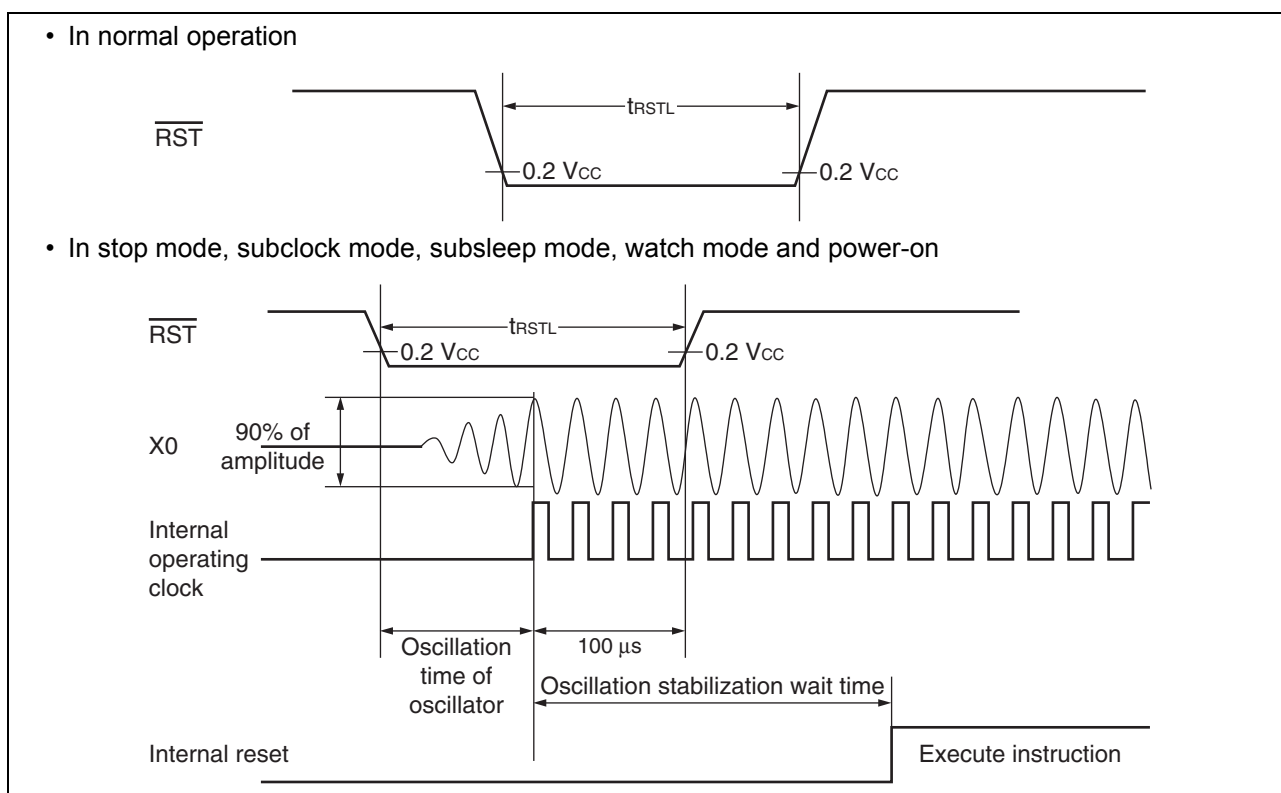 • In normal operation
tRSTL
RST
0.2 VCC
0.2 VCC
• In stop mode, subclock mode, subsleep mode, watch mode and power-on
RST
tRSTL
0.2 VCC
0.2 VCC
X0
90% of
amplitude
Internal
operating
clock
Oscillation
time of
oscillator
100 μs
Oscillation stabilization wait time
Internal reset
Execute instruction